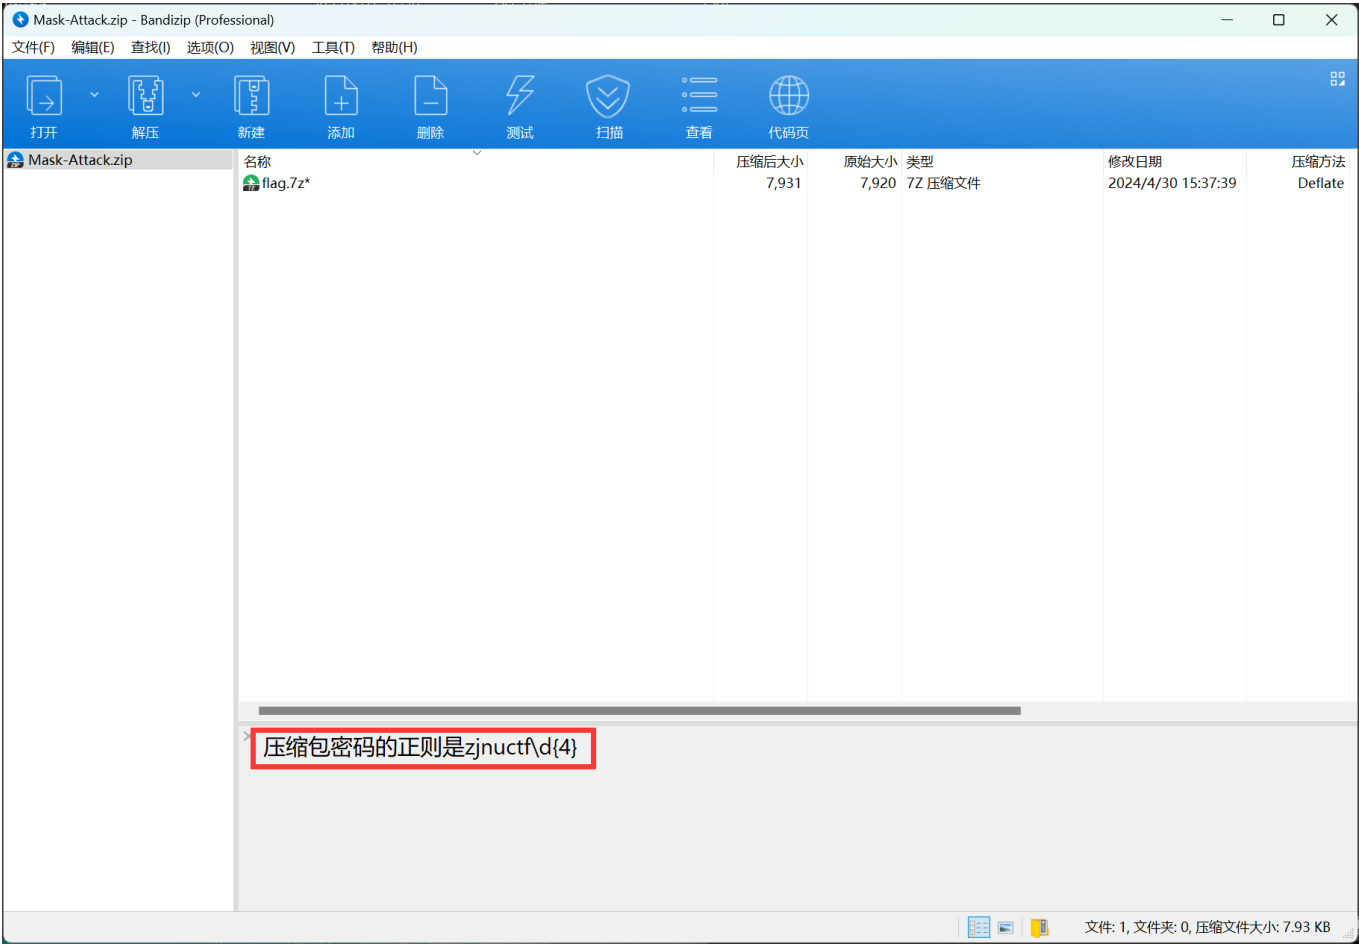 Mask-Attack.zip - Bandizip (Professional)
文件(F) 编辑(E) 查找(I) 选项(O) 视图(V) 工具(T) 帮助(H)
打开 解压 新建 添加 删除 测试 扫描 查看 代码页
Mask-Attack.zip
名称 压缩后大小 原始大小 类型 修改日期 压缩方法
flag.7z* 7,931 7,920 7Z 压缩文件 2024/4/30 15:37:39 Deflate
压缩包密码的正则是zjnuctf\d{4}
文件: 1, 文件夹: 0, 压缩文件大小: 7.93 KB